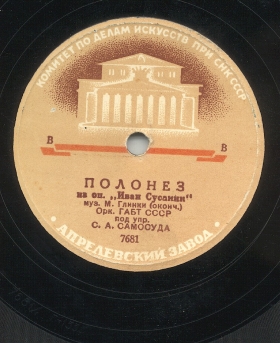 КОМИТЕТ ПО ДЕЛАМ ИСКУССТВ ПРИ СНК СССР
В В
ПОЛОНЕЗ
из оп. „Иван Сусанин“
муз. М. Глинки (оконч.)
Орк. ГАБТ СССР
под упр.
С. А. САМОСУДА
7681
· АПРЕЛЕВСКИЙ ЗАВОД ·